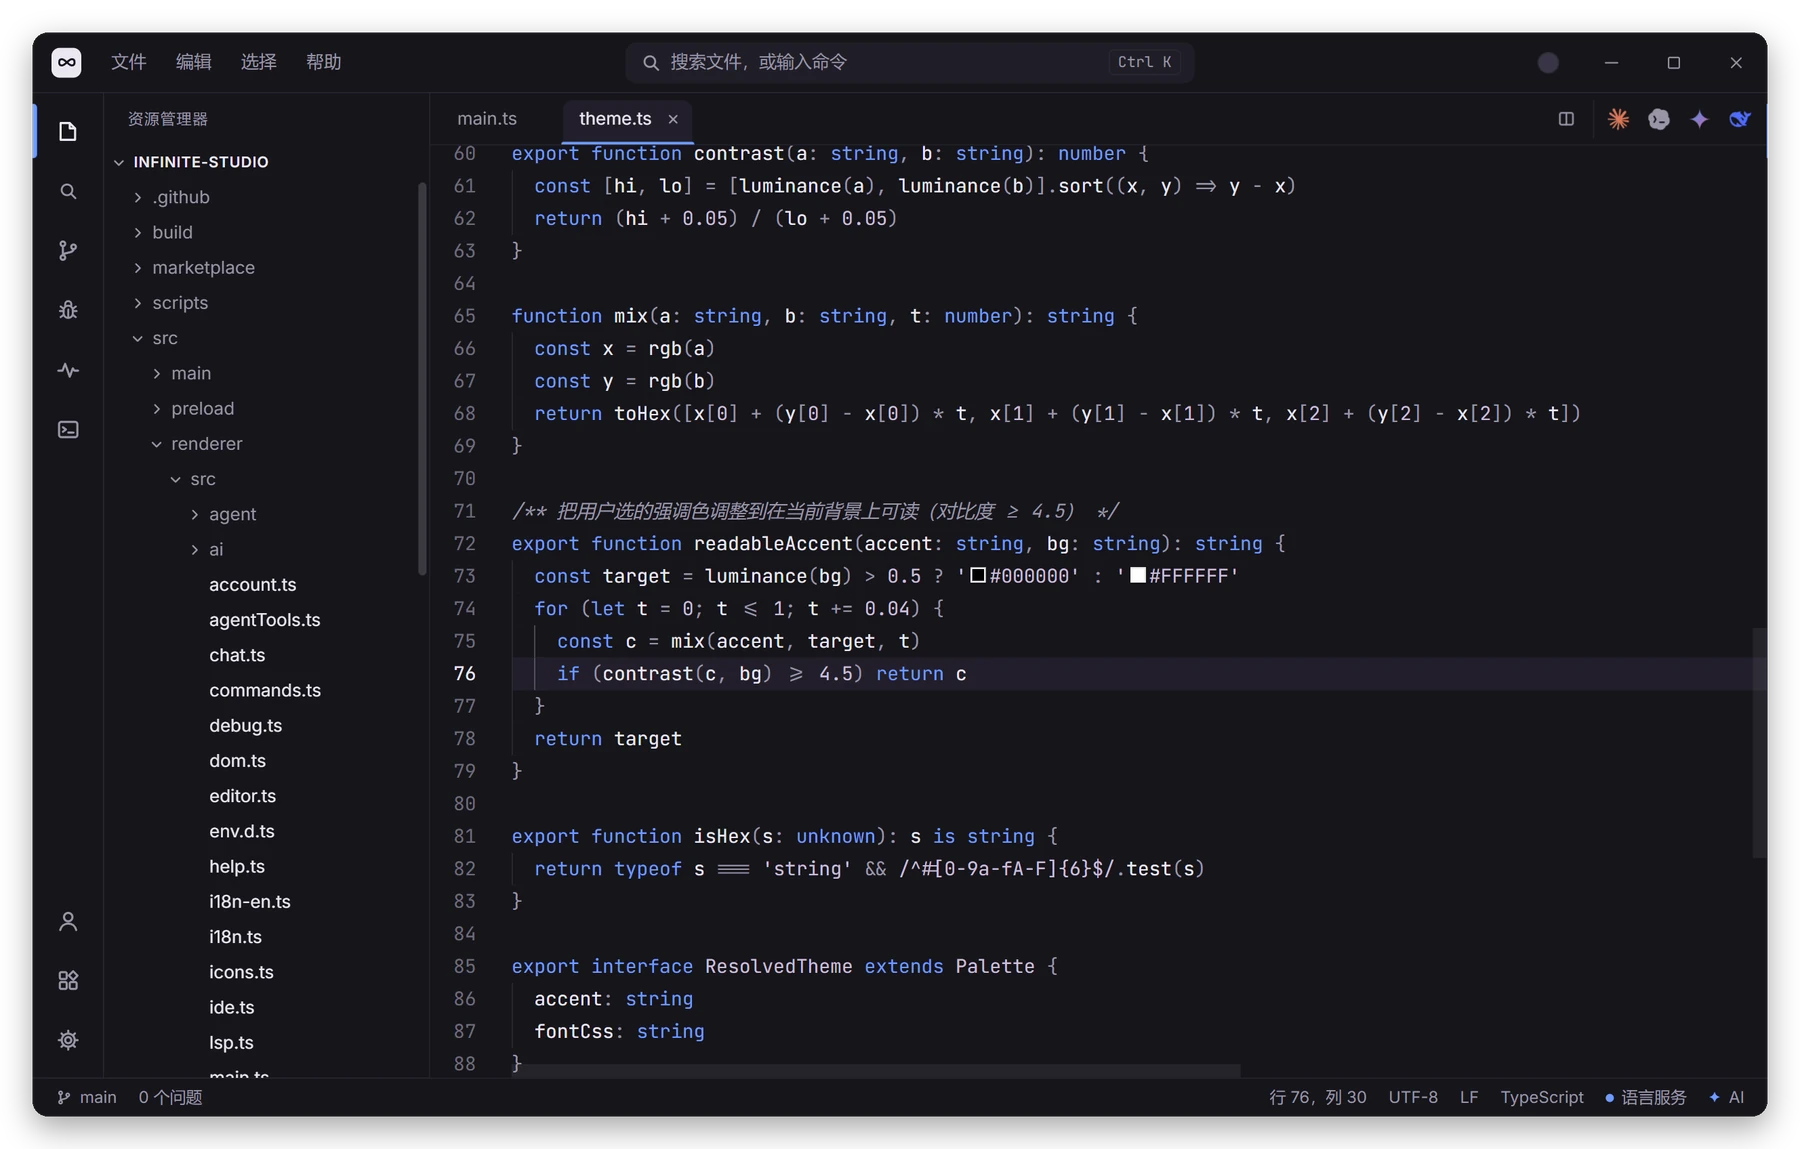 文件 编辑 选择 帮助
搜索文件，或输入命令 Ctrl K
资源管理器
INFINITE-STUDIO
.github
build
marketplace
scripts
src
main
preload
renderer
src
agent
ai
account.ts
agentTools.ts
chat.ts
commands.ts
debug.ts
dom.ts
editor.ts
env.d.ts
help.ts
i18n-en.ts
i18n.ts
icons.ts
ide.ts
lsp.ts
main.ts
main.ts theme.ts
60 export function contrast(a: string, b: string): number {
61 const [hi, lo] = [luminance(a), luminance(b)].sort((x, y) => y - x)
62 return (hi + 0.05) / (lo + 0.05)
63 }
64
65 function mix(a: string, b: string, t: number): string {
66 const x = rgb(a)
67 const y = rgb(b)
68 return toHex([x[0] + (y[0] - x[0]) * t, x[1] + (y[1] - x[1]) * t, x[2] + (y[2] - x[2]) * t])
69 }
70
71 /** 把用户选的强调色调整到在当前背景上可读（对比度 ≥ 4.5） */
72 export function readableAccent(accent: string, bg: string): string {
73 const target = luminance(bg) > 0.5 ? '#000000' : '#FFFFFF'
74 for (let t = 0; t <= 1; t += 0.04) {
75 const c = mix(accent, target, t)
76 if (contrast(c, bg) >= 4.5) return c
77 }
78 return target
79 }
80
81 export function isHex(s: unknown): s is string {
82 return typeof s === 'string' && /^#[0-9a-fA-F]{6}$/.test(s)
83 }
84
85 export interface ResolvedTheme extends Palette {
86 accent: string
87 fontCss: string
88 }
main 0 个问题 行 76，列 30 UTF-8 LF TypeScript 语言服务 AI